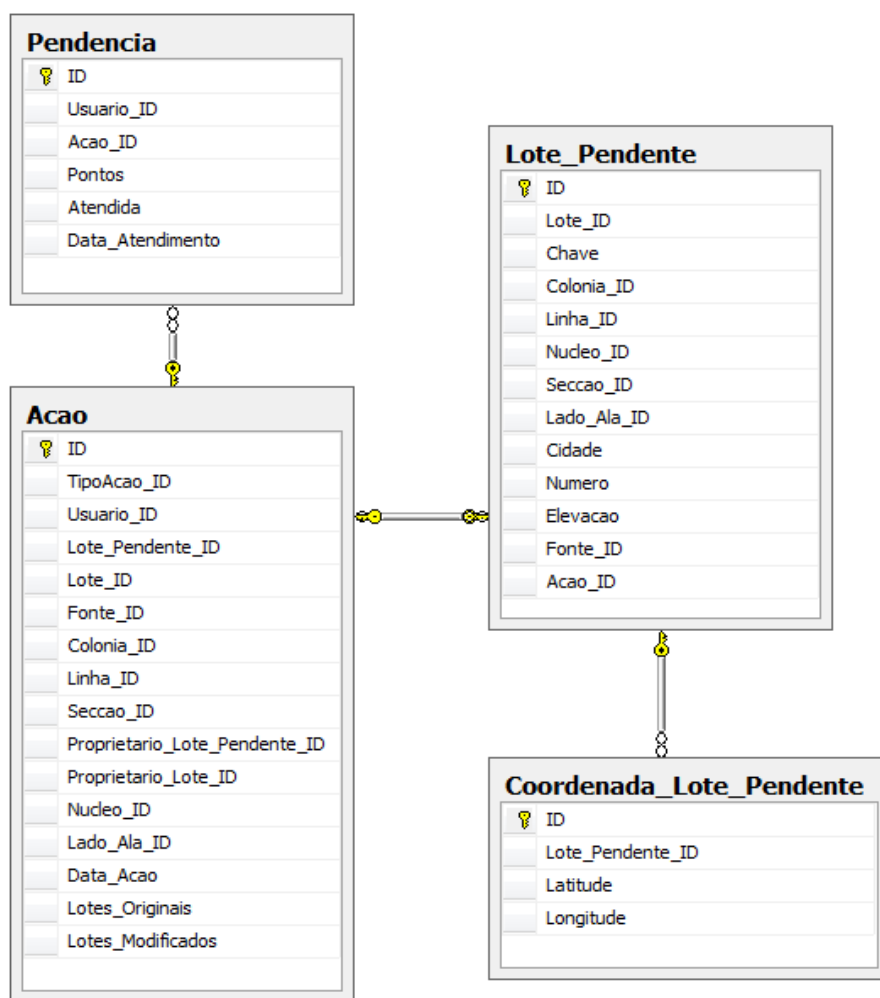 Pendencia
ID
Usuario_ID
Acao_ID
Pontos
Atendida
Data_Atendimento
Acao
ID
TipoAcao_ID
Usuario_ID
Lote_Pendente_ID
Lote_ID
Fonte_ID
Colonia_ID
Linha_ID
Seccao_ID
Proprietario_Lote_Pendente_ID
Proprietario_Lote_ID
Nucleo_ID
Lado_Ala_ID
Data_Acao
Lotes_Originais
Lotes_Modificados
Lote_Pendente
ID
Lote_ID
Chave
Colonia_ID
Linha_ID
Nucleo_ID
Seccao_ID
Lado_Ala_ID
Cidade
Numero
Elevacao
Fonte_ID
Acao_ID
Coordenada_Lote_Pendente
ID
Lote_Pendente_ID
Latitude
Longitude